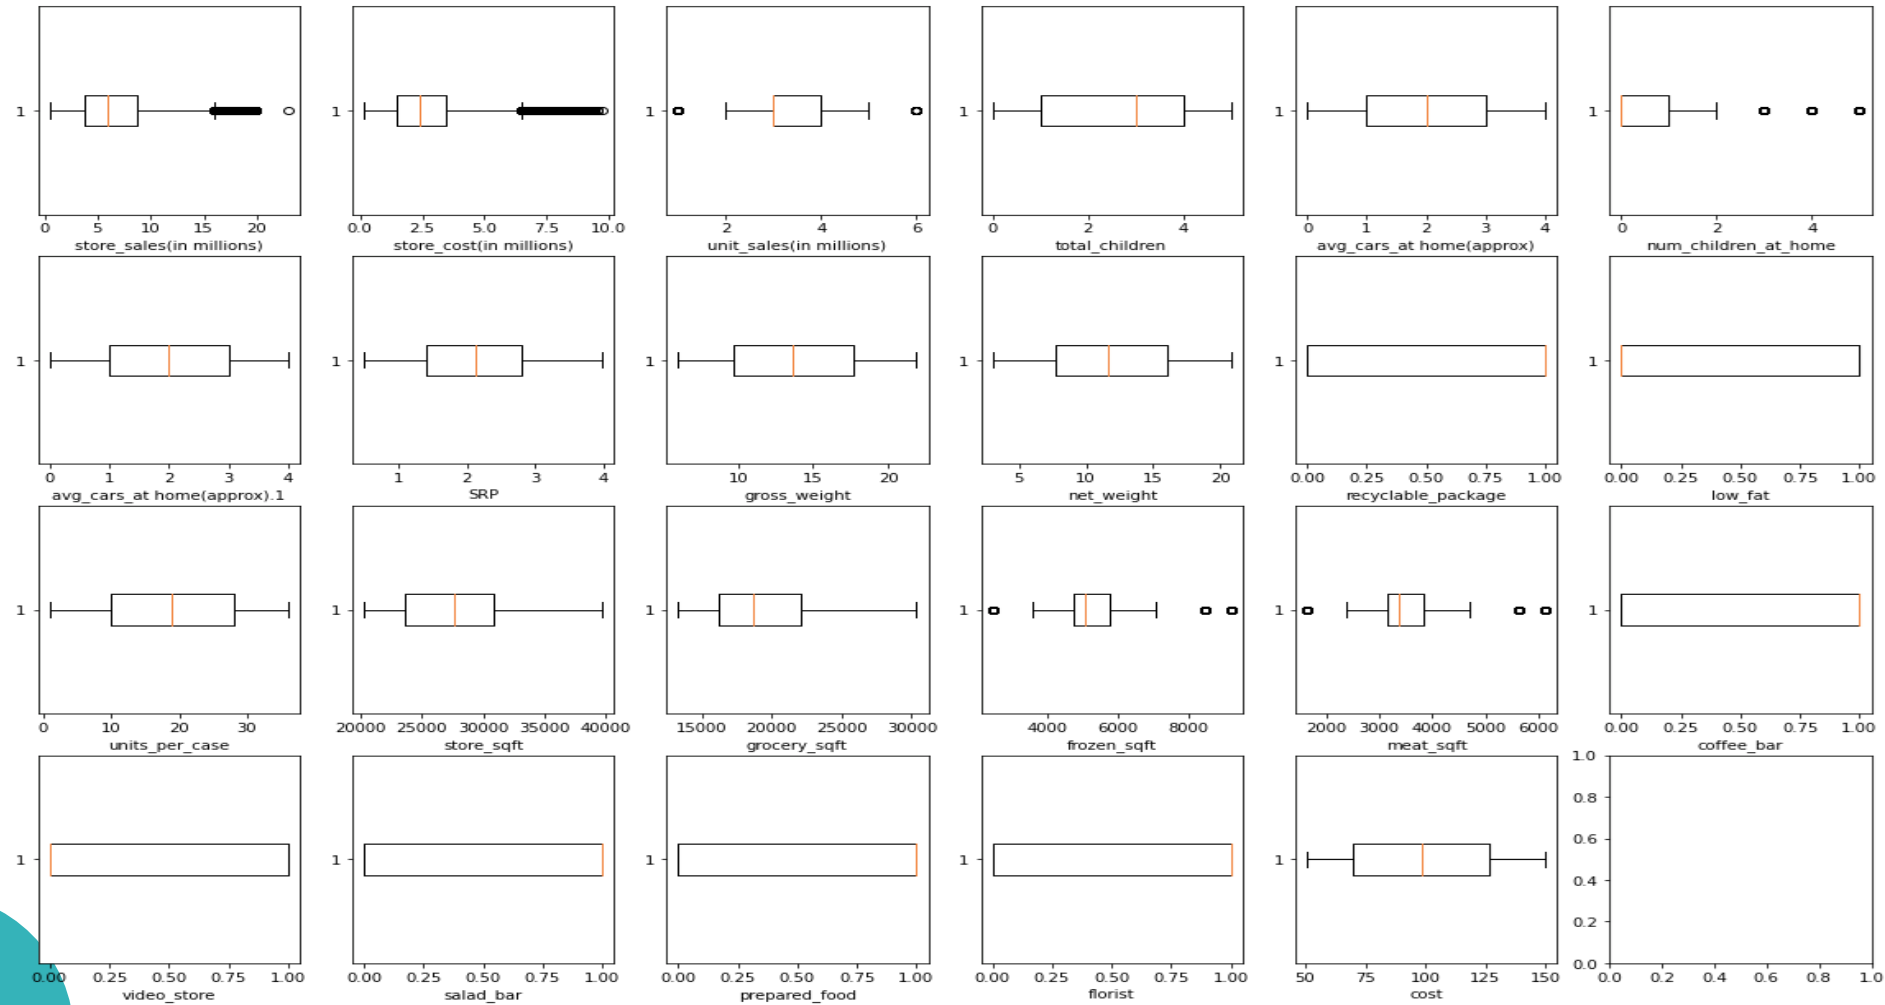 1 1 1 1 1 1
0 5 10 15 20 0.0 2.5 5.0 7.5 10.0 2 4 6 0 2 4 0 1 2 3 4 0 2 4
store_sales(in millions) store_cost(in millions) unit_sales(in millions) total_children avg_cars_at home(approx) num_children_at_home
1 1 1 1 1 1
0 1 2 3 4 1 2 3 4 10 15 20 5 10 15 20 0.00 0.25 0.50 0.75 1.00 0.00 0.25 0.50 0.75 1.00
avg_cars_at home(approx).1 SRP gross_weight net_weight recyclable_package low_fat
1 1 1 1 1 1
0 10 20 30 20000 25000 30000 35000 40000 15000 20000 25000 30000 4000 6000 8000 2000 3000 4000 5000 6000 0.00 0.25 0.50 0.75 1.00
units_per_case store_sqft grocery_sqft frozen_sqft meat_sqft coffee_bar
1.0
0.8
0.6
1 1 1 1 1
0.4
0.2
0.0
0.00 0.25 0.50 0.75 1.00 0.00 0.25 0.50 0.75 1.00 0.00 0.25 0.50 0.75 1.00 0.00 0.25 0.50 0.75 1.00 50 75 100 125 150 0.0 0.2 0.4 0.6 0.8 1.0
video_store salad_bar prepared_food florist cost